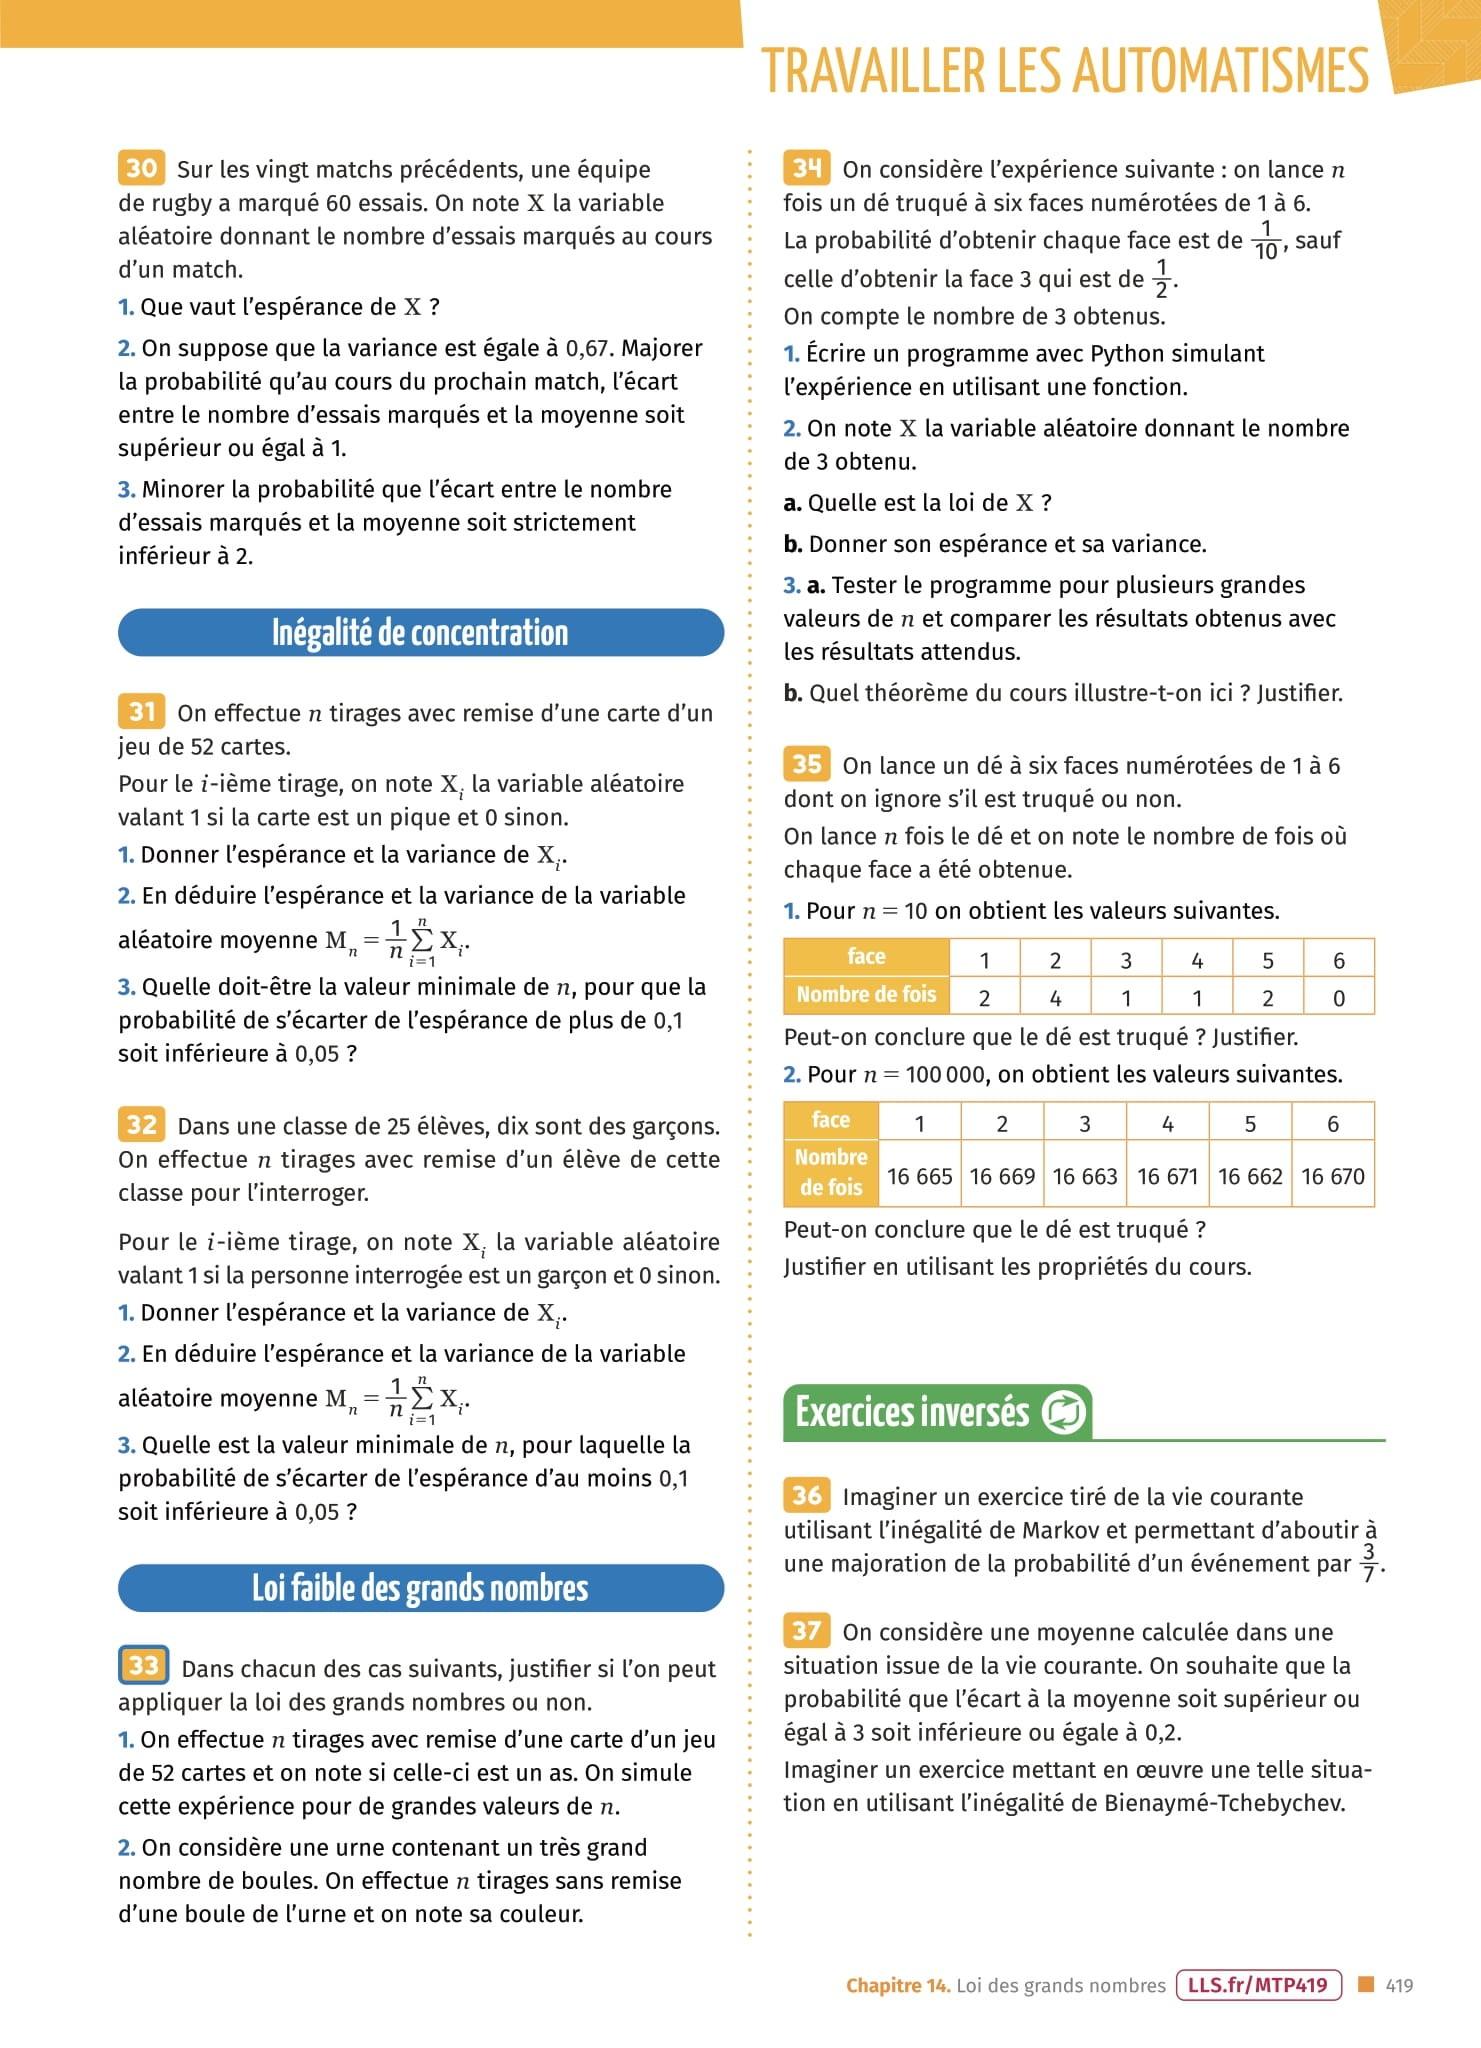 TRAVAILLER LES AUTOMATISMES
30 Sur les vingt matchs précédents, une équipe
de rugby a marqué 60 essais. On note X la variable
aléatoire donnant le nombre d’essais marqués au cours
d’un match.
1. Que vaut l’espérance de X ?
2. On suppose que la variance est égale à 0,67. Majorer
la probabilité qu’au cours du prochain match, l’écart
entre le nombre d’essais marqués et la moyenne soit
supérieur ou égal à 1.
3. Minorer la probabilité que l’écart entre le nombre
d’essais marqués et la moyenne soit strictement
inférieur à 2.
Inégalité de concentration
31 On effectue n tirages avec remise d’une carte d’un
jeu de 52 cartes.
Pour le i-ième tirage, on note Xᵢ la variable aléatoire
valant 1 si la carte est un pique et 0 sinon.
1. Donner l’espérance et la variance de Xᵢ.
2. En déduire l’espérance et la variance de la variable
aléatoire moyenne Mₙ = 1/n ∑ⁿᵢ₌₁ Xᵢ.
3. Quelle doit-être la valeur minimale de n, pour que la
probabilité de s’écarter de l’espérance de plus de 0,1
soit inférieure à 0,05 ?
32 Dans une classe de 25 élèves, dix sont des garçons.
On effectue n tirages avec remise d’un élève de cette
classe pour l’interroger.
Pour le i-ième tirage, on note Xᵢ la variable aléatoire
valant 1 si la personne interrogée est un garçon et 0 sinon.
1. Donner l’espérance et la variance de Xᵢ.
2. En déduire l’espérance et la variance de la variable
aléatoire moyenne Mₙ = 1/n ∑ⁿᵢ₌₁ Xᵢ.
3. Quelle est la valeur minimale de n, pour laquelle la
probabilité de s’écarter de l’espérance d’au moins 0,1
soit inférieure à 0,05 ?
Loi faible des grands nombres
33 Dans chacun des cas suivants, justifier si l’on peut
appliquer la loi des grands nombres ou non.
1. On effectue n tirages avec remise d’une carte d’un jeu
de 52 cartes et on note si celle-ci est un as. On simule
cette expérience pour de grandes valeurs de n.
2. On considère une urne contenant un très grand
nombre de boules. On effectue n tirages sans remise
d’une boule de l’urne et on note sa couleur.
34 On considère l’expérience suivante : on lance n
fois un dé truqué à six faces numérotées de 1 à 6.
La probabilité d’obtenir chaque face est de 1/10, sauf
celle d’obtenir la face 3 qui est de 1/2.
On compte le nombre de 3 obtenus.
1. Écrire un programme avec Python simulant
l’expérience en utilisant une fonction.
2. On note X la variable aléatoire donnant le nombre
de 3 obtenu.
a. Quelle est la loi de X ?
b. Donner son espérance et sa variance.
3. a. Tester le programme pour plusieurs grandes
valeurs de n et comparer les résultats obtenus avec
les résultats attendus.
b. Quel théorème du cours illustre-t-on ici ? Justifier.
35 On lance un dé à six faces numérotées de 1 à 6
dont on ignore s’il est truqué ou non.
On lance n fois le dé et on note le nombre de fois où
chaque face a été obtenue.
1. Pour n = 10 on obtient les valeurs suivantes.
face 1 2 3 4 5 6
Nombre de fois 2 4 1 1 2 0
Peut-on conclure que le dé est truqué ? Justifier.
2. Pour n = 100 000, on obtient les valeurs suivantes.
face 1 2 3 4 5 6
Nombre
de fois 16 665 16 669 16 663 16 671 16 662 16 670
Peut-on conclure que le dé est truqué ?
Justifier en utilisant les propriétés du cours.
Exercices inversés
36 Imaginer un exercice tiré de la vie courante
utilisant l’inégalité de Markov et permettant d’aboutir à
une majoration de la probabilité d’un événement par 3/7.
37 On considère une moyenne calculée dans une
situation issue de la vie courante. On souhaite que la
probabilité que l’écart à la moyenne soit supérieur ou
égal à 3 soit inférieure ou égale à 0,2.
Imaginer un exercice mettant en œuvre une telle situa-
tion en utilisant l’inégalité de Bienaymé-Tchebychev.
Chapitre 14. Loi des grands nombres LLS.fr/MTP419 419